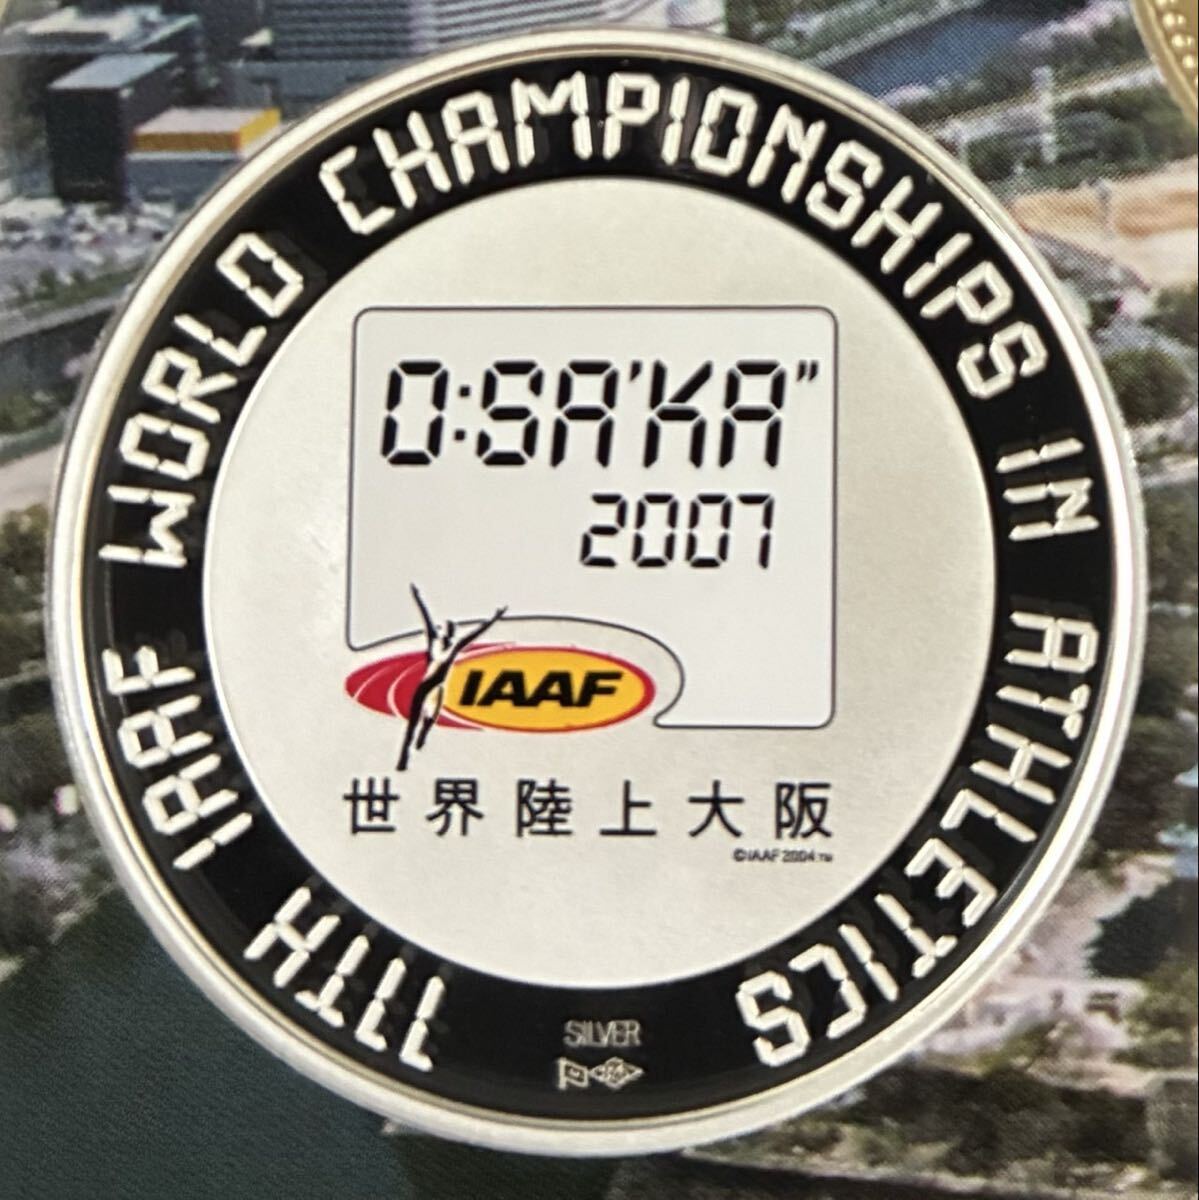 11TH IAAF WORLD CHAMPIONSHIPS IN ATHLETICS
O:SA'KA"
2007
IAAF
世界陸上大阪
©IAAF 2004 TM
SILVER